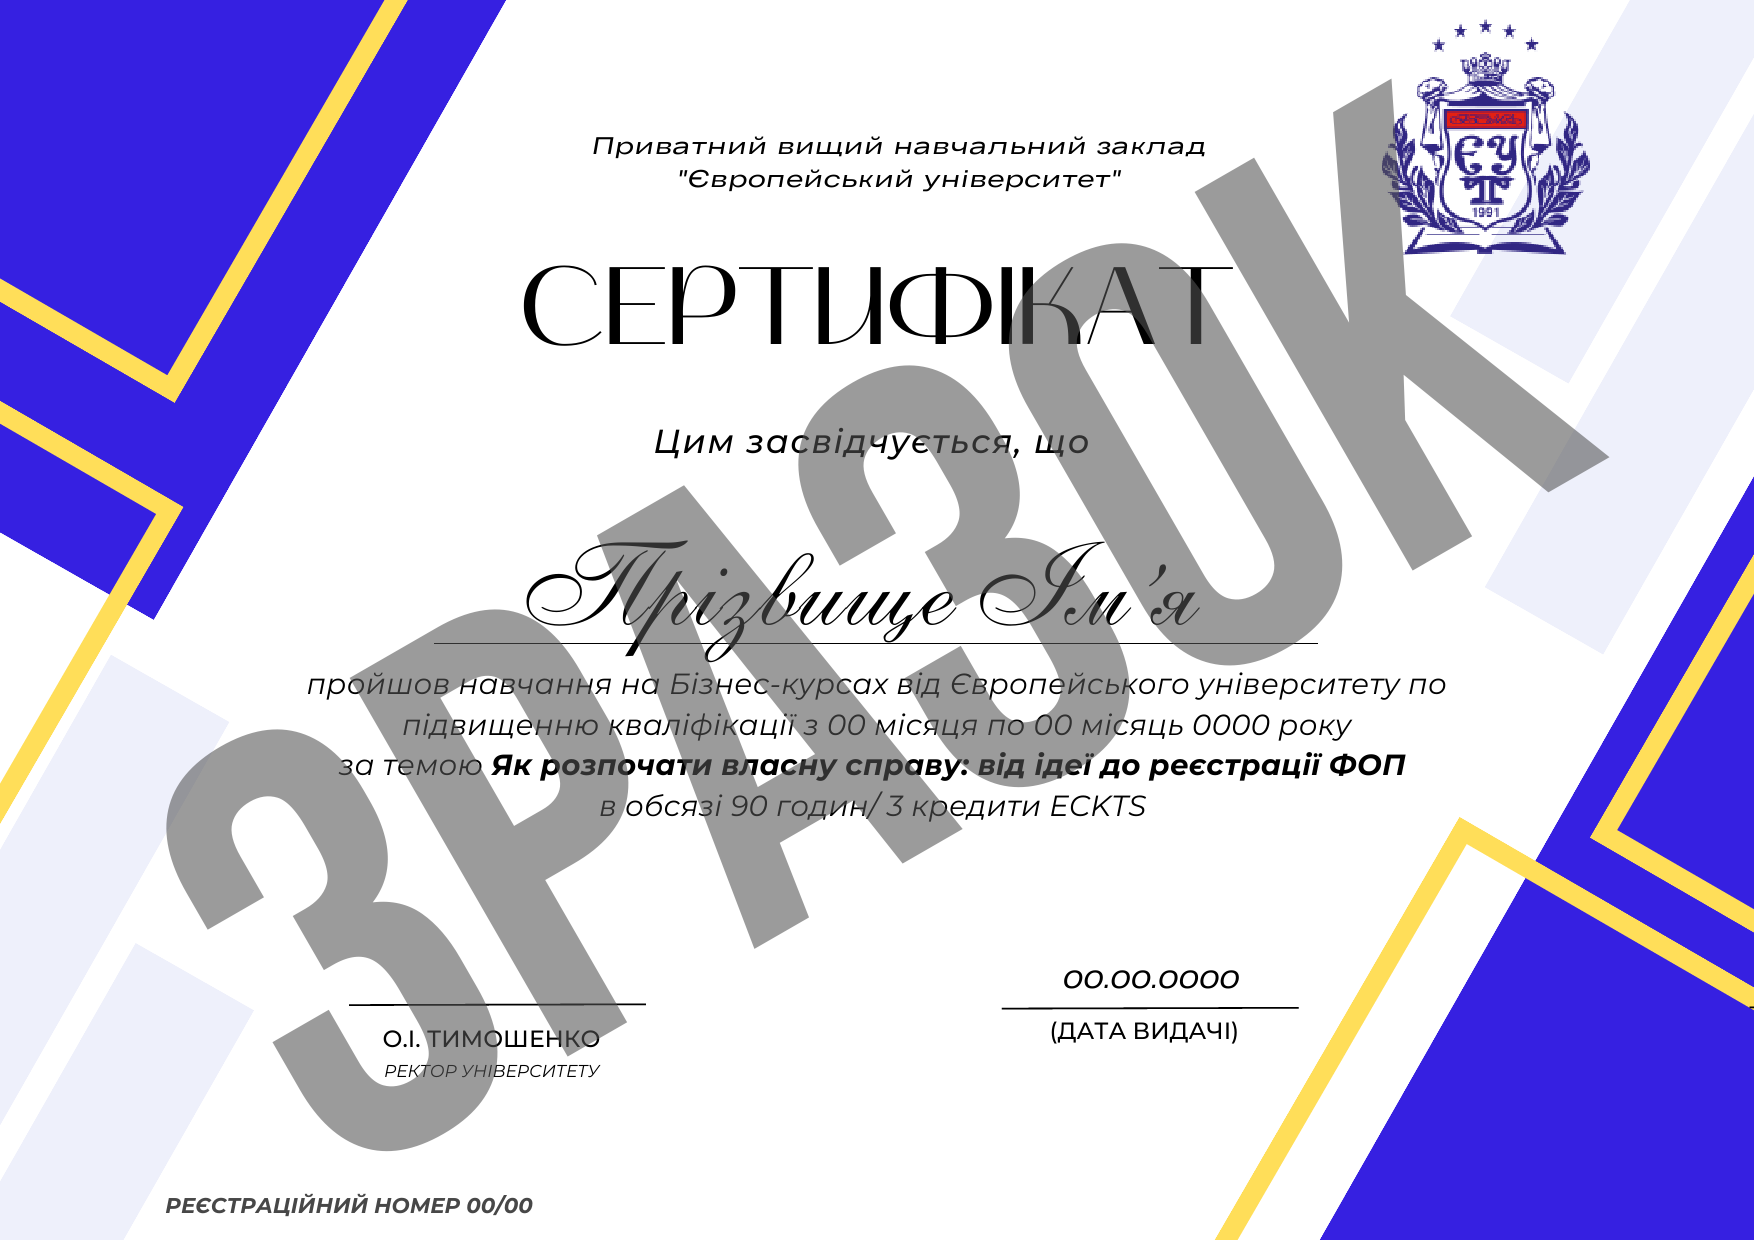 Приватний вищий навчальний заклад
"Європейський університет"
ЄУ
1991
СЕРТИФІКАТ
Цим засвідчується, що
Прізвище Ім'я
пройшов навчання на Бізнес-курсах від Європейського університету по
підвищенню кваліфікації з 00 місяця по 00 місяць 0000 року
за темою Як розпочати власну справу: від ідеї до реєстрації ФОП
в обсязі 90 годин/ 3 кредити ECKTS
ЗРАЗОК
О.І. ТИМОШЕНКО
РЕКТОР УНІВЕРСИТЕТУ
00.00.0000
(ДАТА ВИДАЧІ)
РЕЄСТРАЦІЙНИЙ НОМЕР 00/00